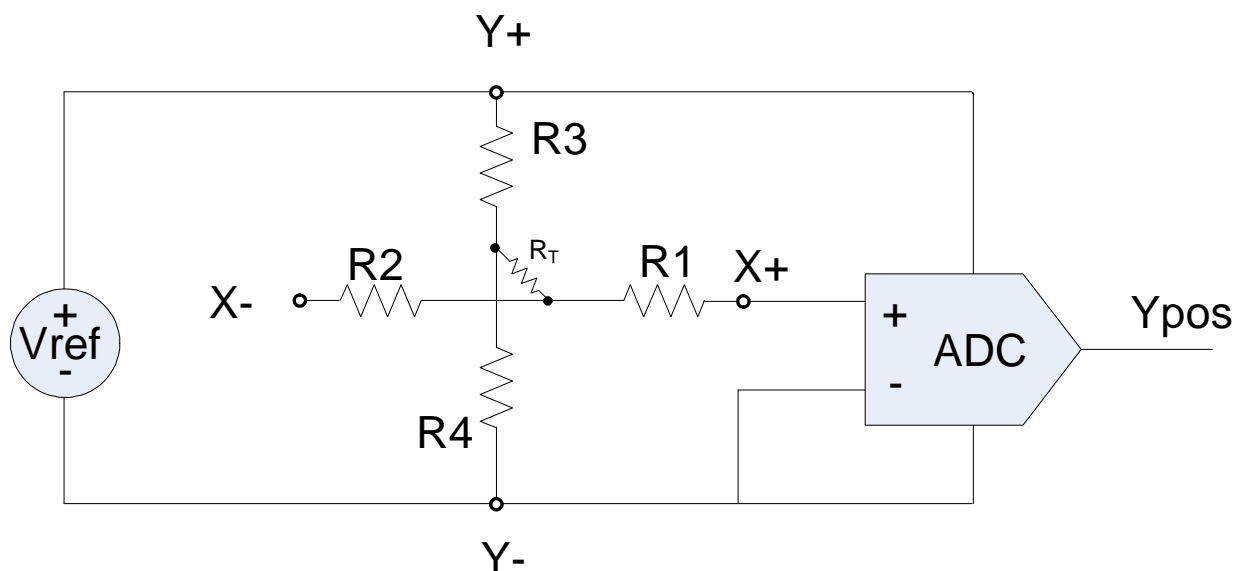 Y+
R3
R2
RT
R1
X+
X-
+
Vref
-
+
-
ADC
Ypos
R4
Y-